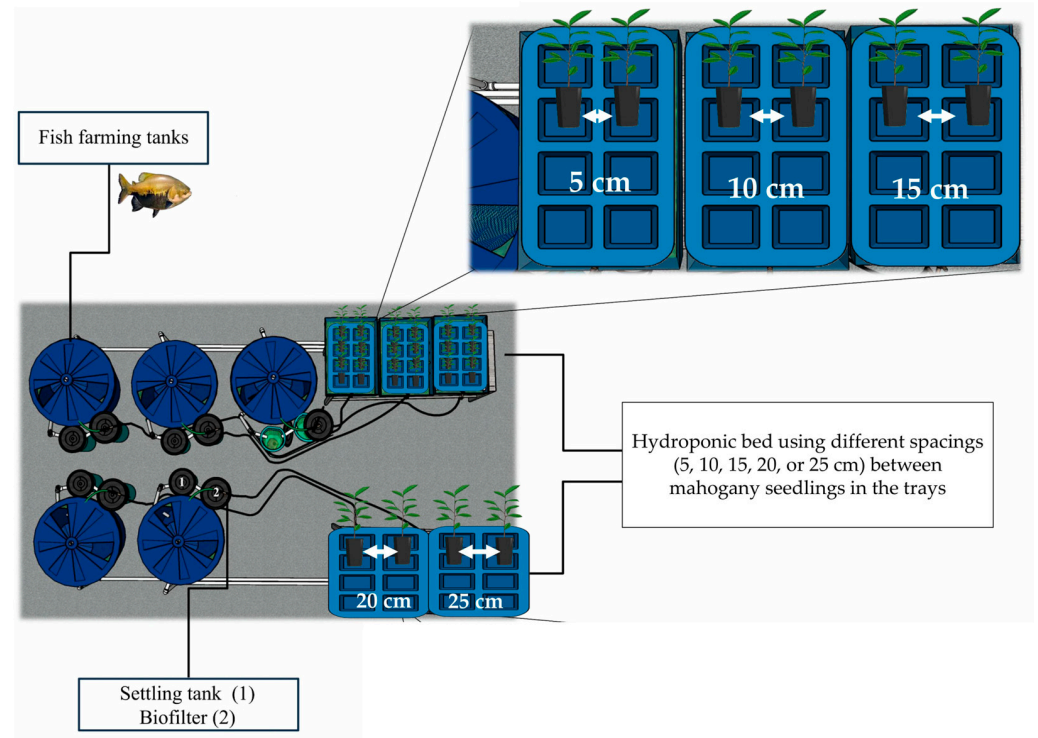 Fish farming tanks
5 cm
10 cm
15 cm
Hydroponic bed using different spacings
(5, 10, 15, 20, or 25 cm) between
mahogany seedlings in the trays
1
2
20 cm
25 cm
Settling tank (1)
Biofilter (2)